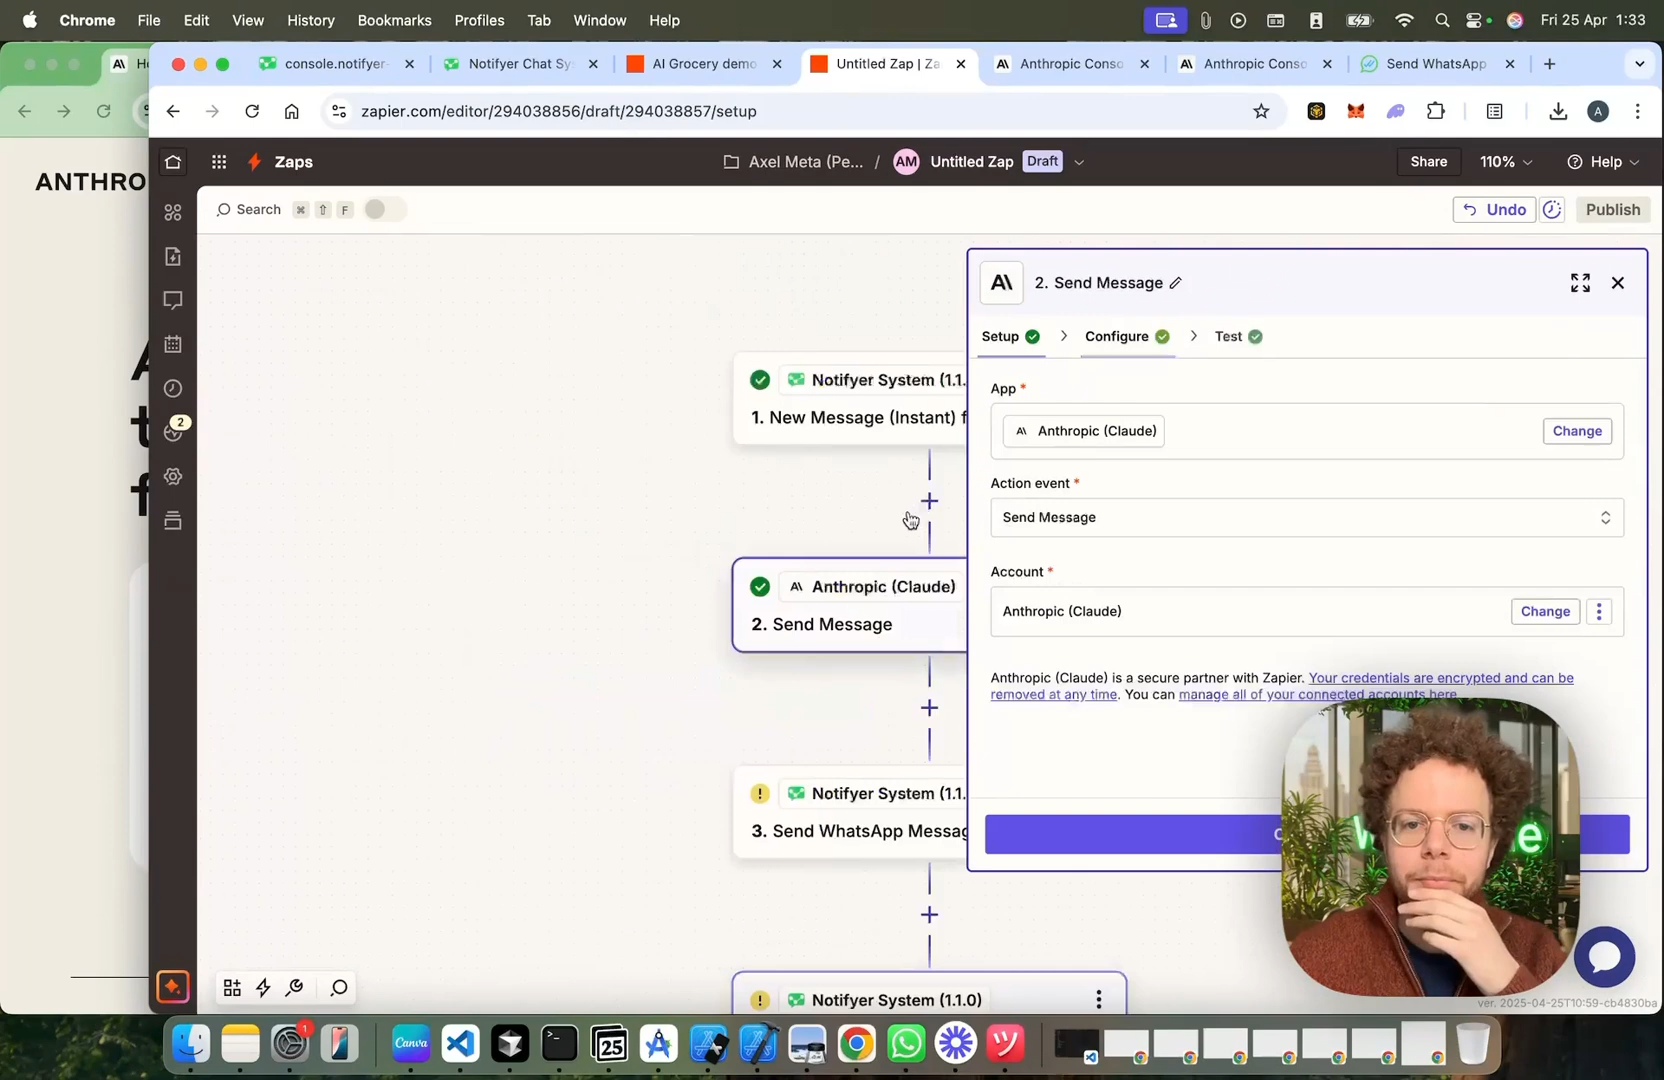 Chrome File Edit View History Bookmarks Profiles Tab Window Help Fri 25 Apr 1:33
console.notifyer Notifyer Chat Sy AI Grocery demo Untitled Zap | Za Anthropic Conso Anthropic Conso Send WhatsApp
zapier.com/editor/294038856/draft/294038857/setup A
ANTHRO
Zaps Axel Meta (Pe... / AM Untitled Zap Draft Share 110% Help
Search ⌘ ⇧ F Undo Publish
2. Send Message
Setup Configure Test
Notifyer System (1.1.
1. New Message (Instant) f
App *
Anthropic (Claude) Change
Action event *
Send Message
Account *
Anthropic (Claude) Change
Anthropic (Claude)
2. Send Message
Anthropic (Claude) is a secure partner with Zapier. Your credentials are encrypted and can be
removed at any time. You can manage all of your connected accounts here.
Notifyer System (1.1.
3. Send WhatsApp Messag
Notifyer System (1.1.0)
2
ver. 2025-04-25T10:59-cb4830ba
1
Canva
25